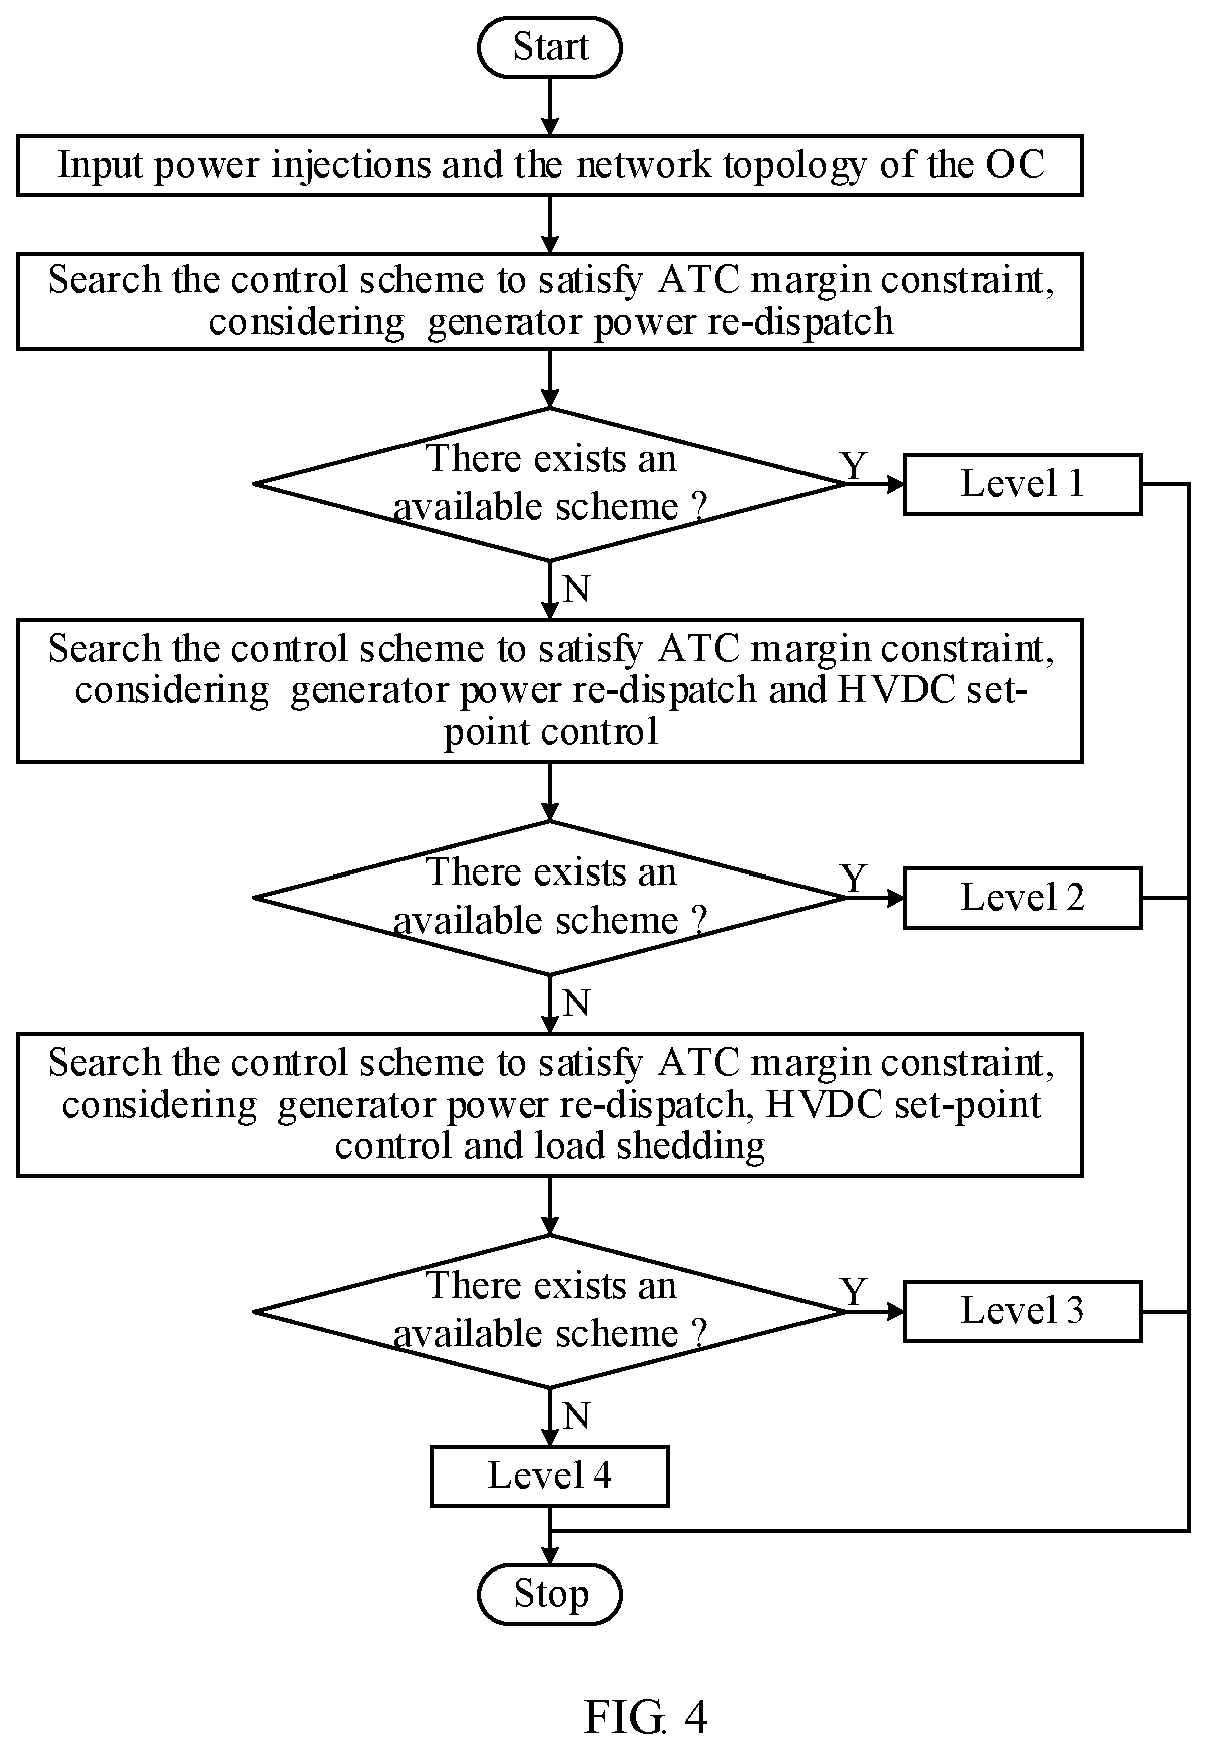 Start
Input power injections and the network topology of the OC
Search the control scheme to satisfy ATC margin constraint,
considering generator power re-dispatch
There exists an
available scheme ?
Y
Level 1
N
Search the control scheme to satisfy ATC margin constraint,
considering generator power re-dispatch and HVDC set-
point control
There exists an
available scheme ?
Y
Level 2
N
Search the control scheme to satisfy ATC margin constraint,
considering generator power re-dispatch, HVDC set-point
control and load shedding
There exists an
available scheme ?
Y
Level 3
N
Level 4
Stop
FIG. 4